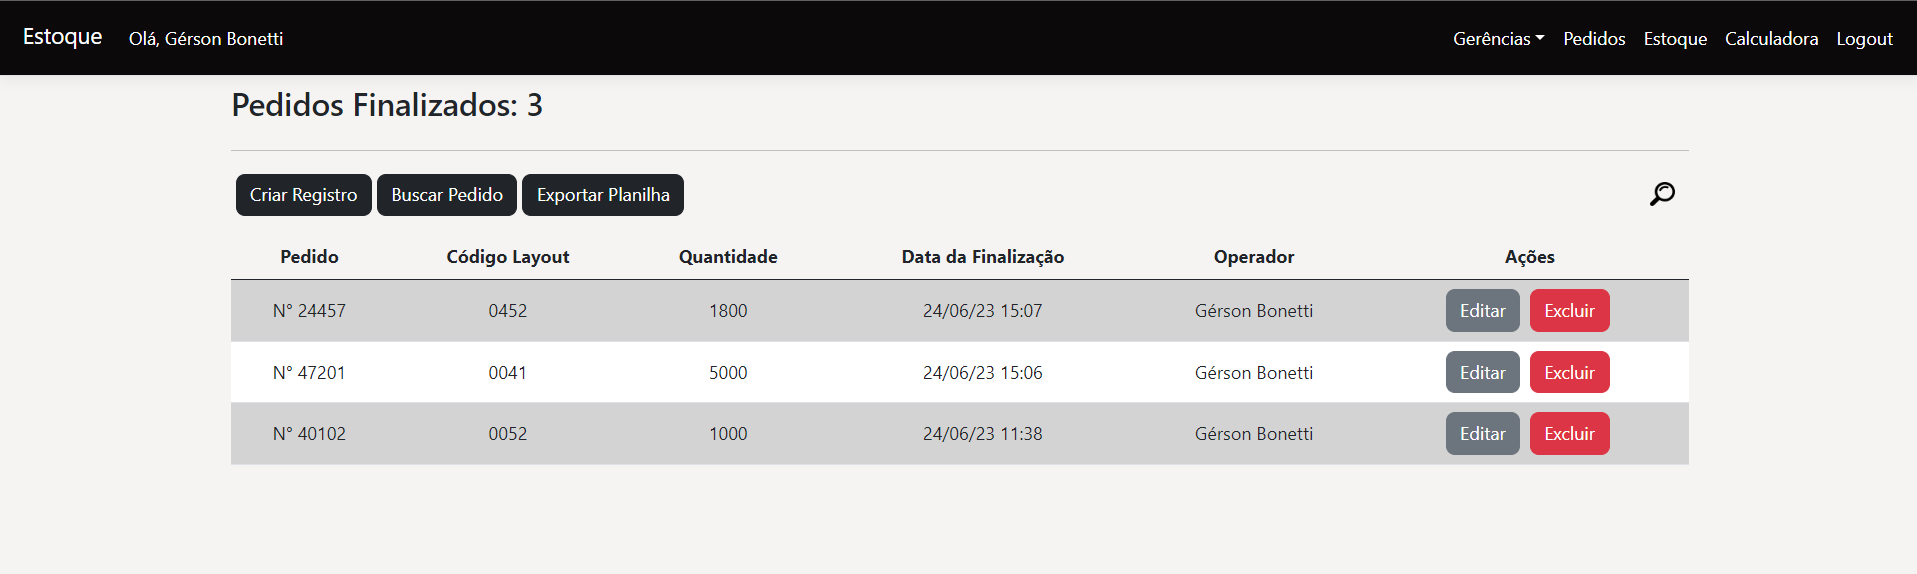 Estoque Olá, Gérson Bonetti Gerências Pedidos Estoque Calculadora Logout
Pedidos Finalizados: 3
Criar Registro Buscar Pedido Exportar Planilha
Pedido Código Layout Quantidade Data da Finalização Operador Ações
N° 24457 0452 1800 24/06/23 15:07 Gérson Bonetti Editar Excluir
N° 47201 0041 5000 24/06/23 15:06 Gérson Bonetti Editar Excluir
N° 40102 0052 1000 24/06/23 11:38 Gérson Bonetti Editar Excluir